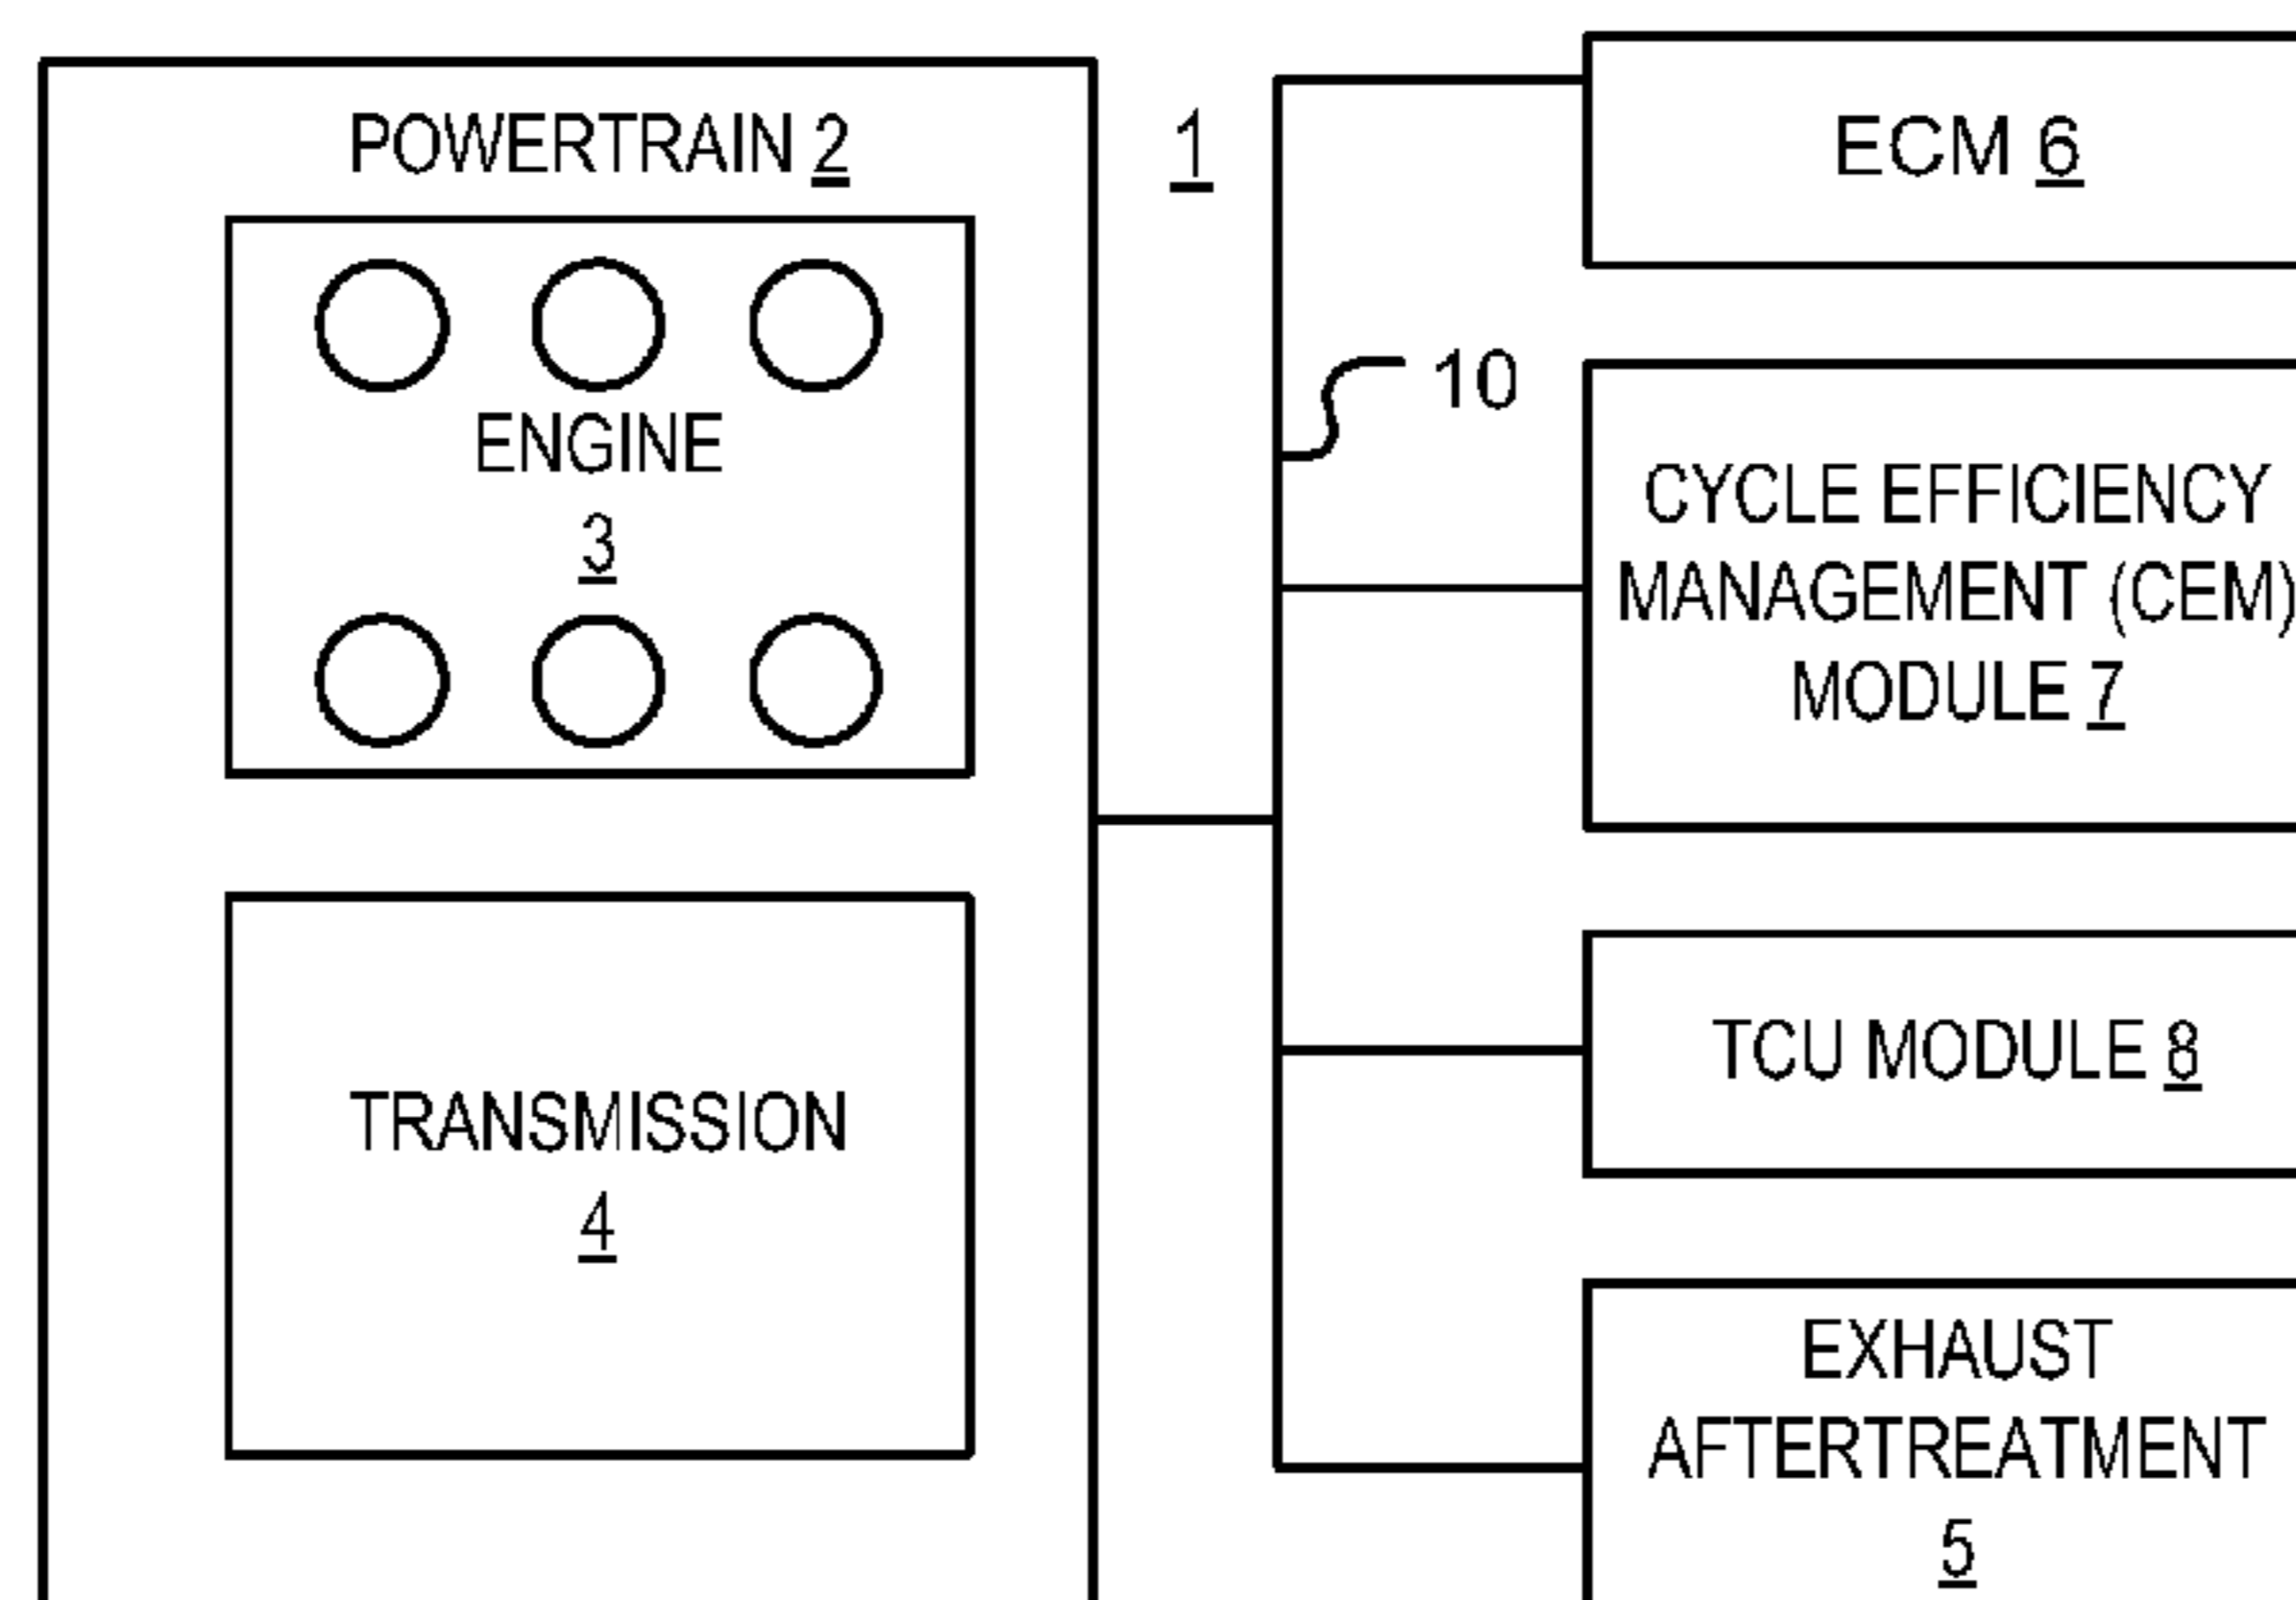 POWERTRAIN 2
ENGINE
3
TRANSMISSION
4
1
10
ECM 6
CYCLE EFFICIENCY
MANAGEMENT (CEM)
MODULE 7
TCU MODULE 8
EXHAUST
AFTERTREATMENT
5